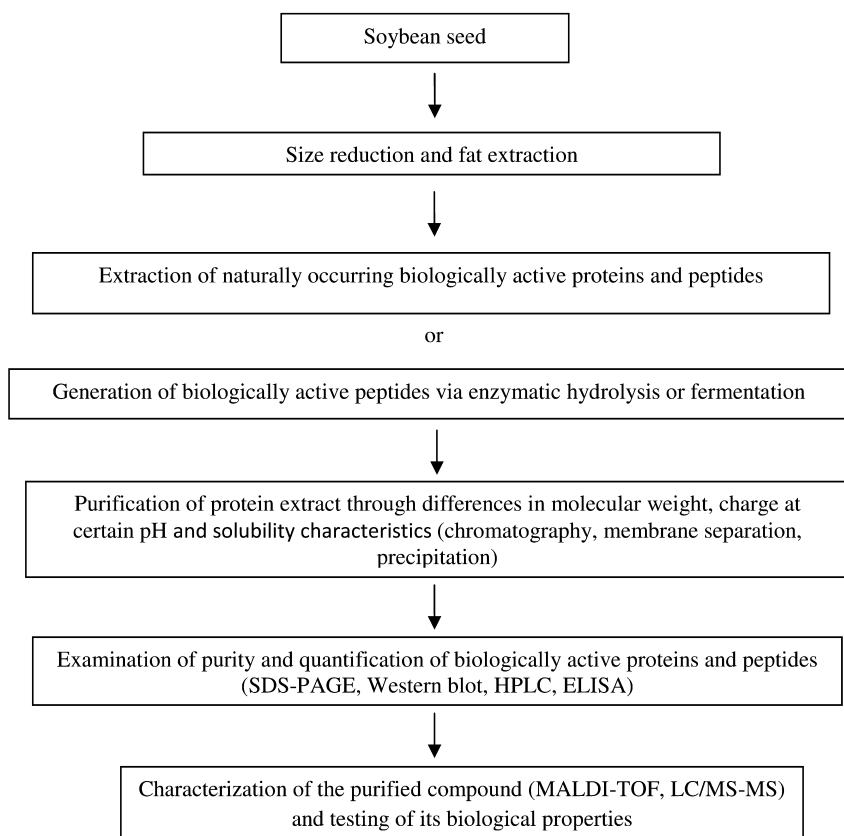 Soybean seed
Size reduction and fat extraction
Extraction of naturally occurring biologically active proteins and peptides
or
Generation of biologically active peptides via enzymatic hydrolysis or fermentation
Purification of protein extract through differences in molecular weight, charge at
certain pH and solubility characteristics (chromatography, membrane separation,
precipitation)
Examination of purity and quantification of biologically active proteins and peptides
(SDS-PAGE, Western blot, HPLC, ELISA)
Characterization of the purified compound (MALDI-TOF, LC/MS-MS)
and testing of its biological properties